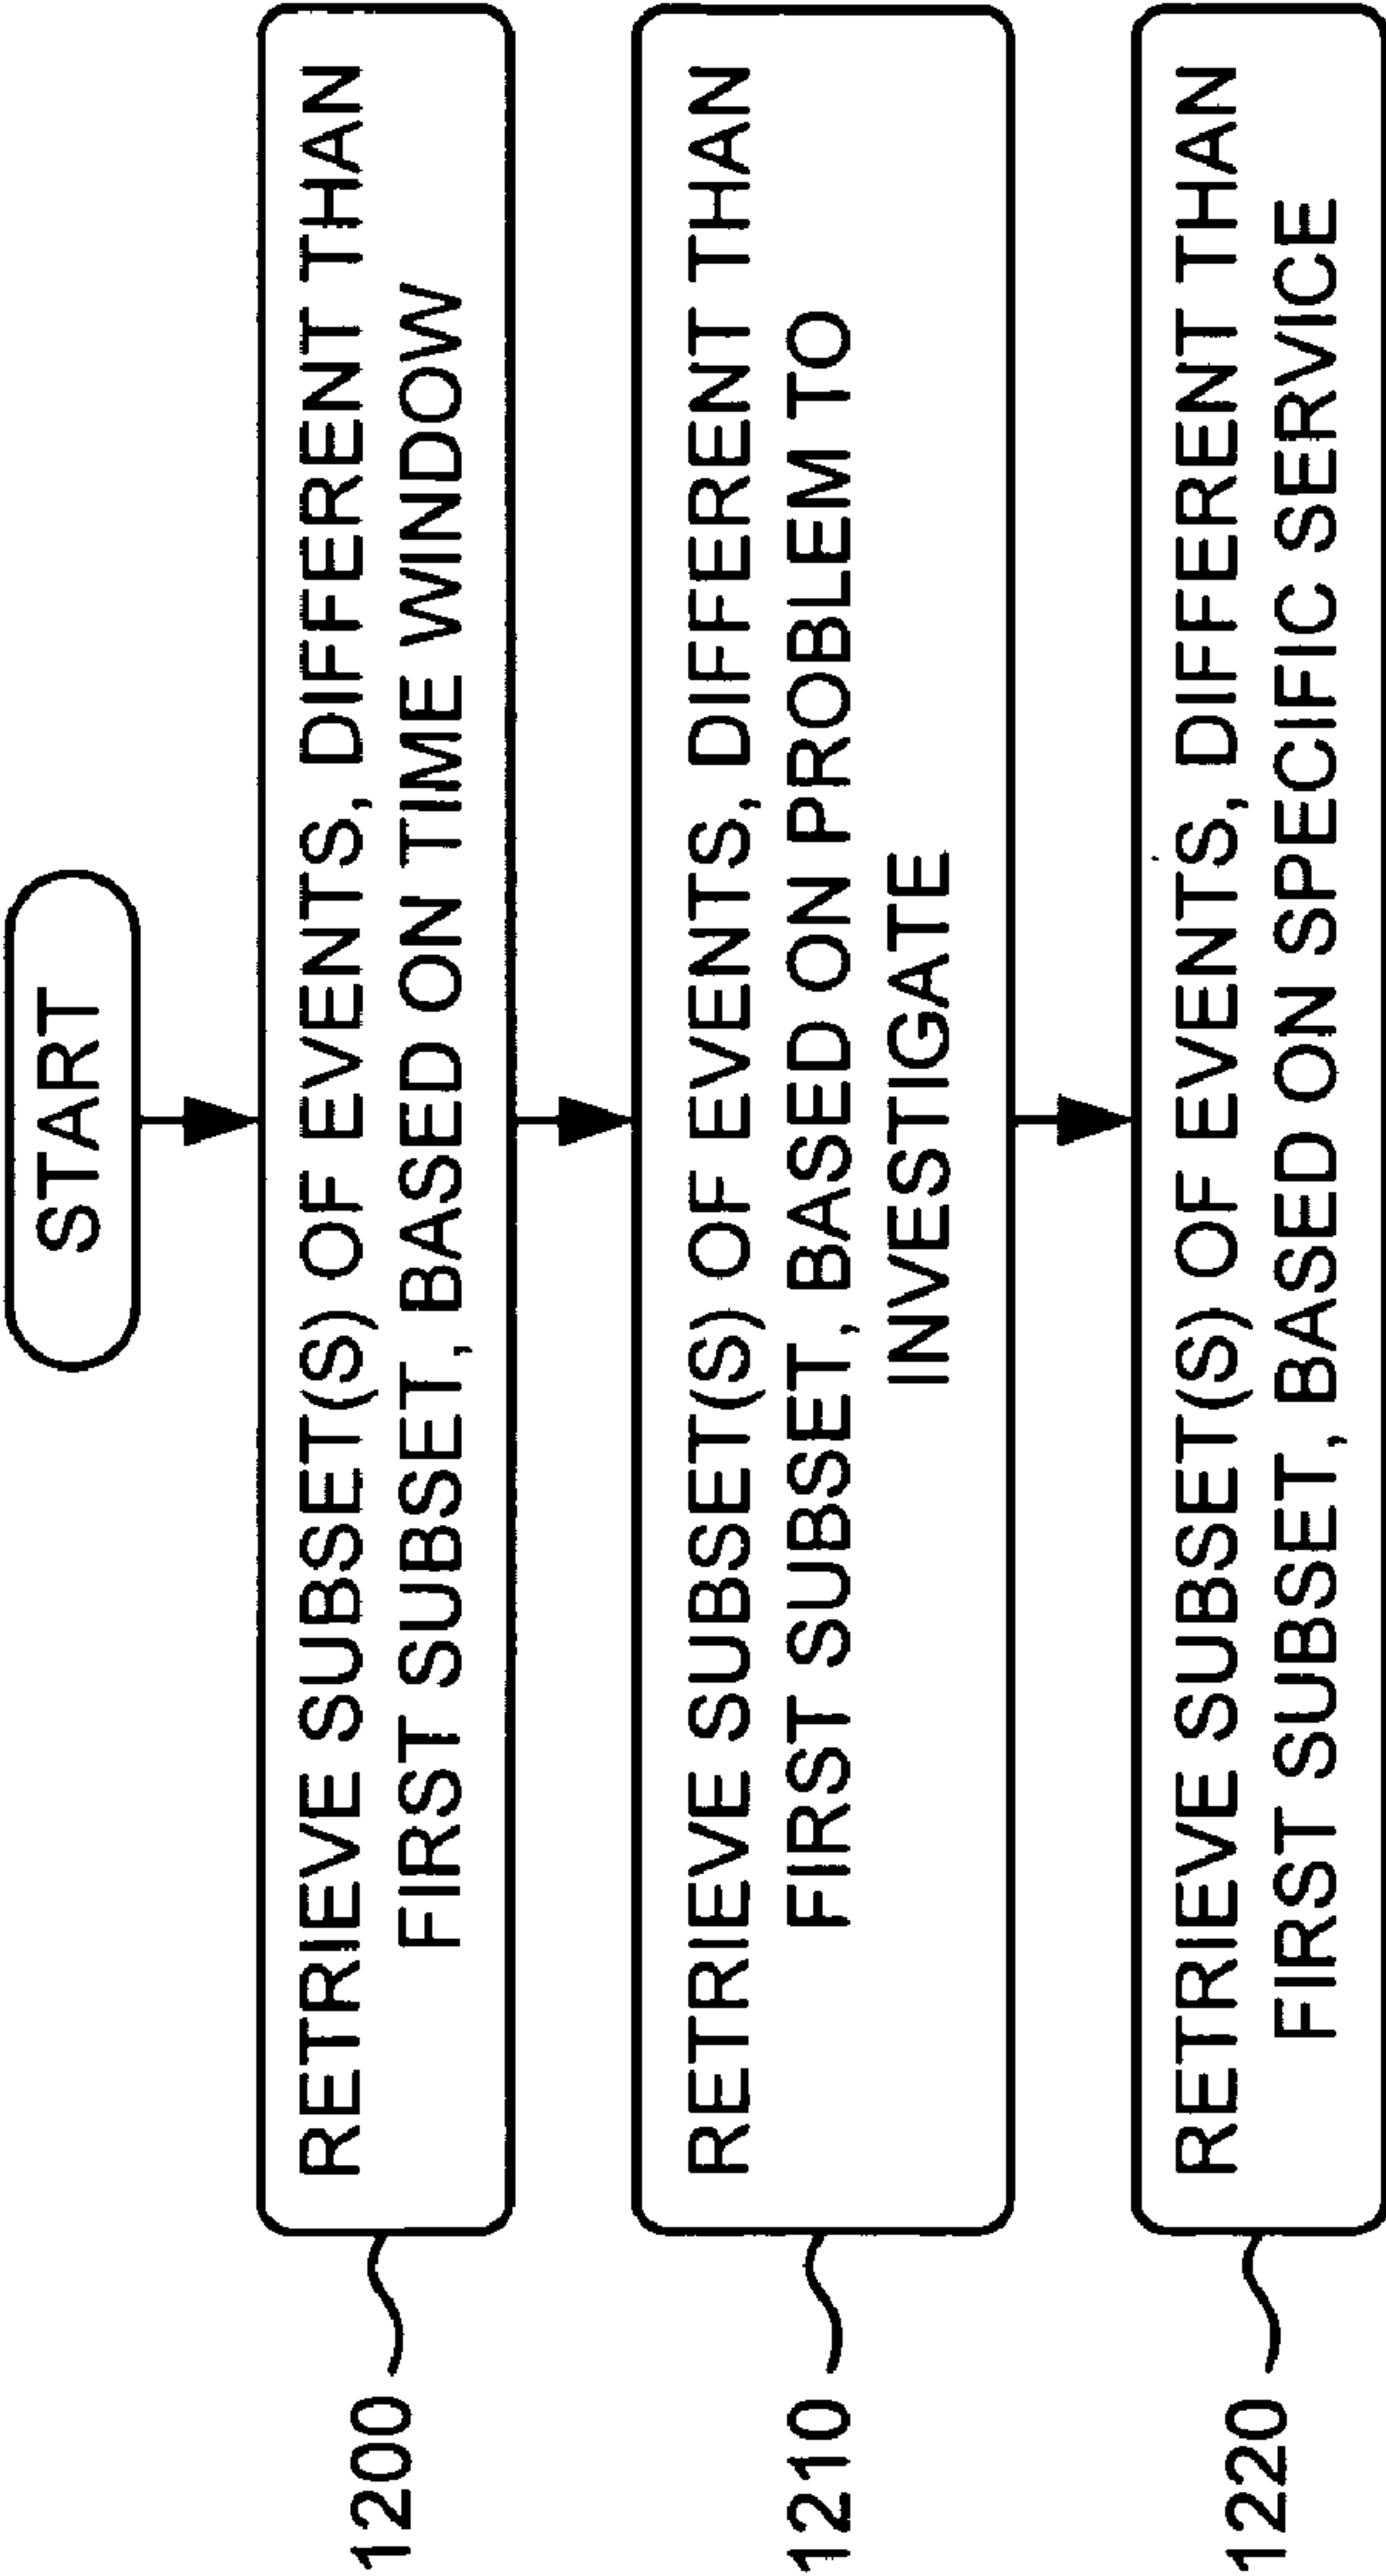 START
1200
RETRIEVE SUBSET(S) OF EVENTS, DIFFERENT THAN
FIRST SUBSET, BASED ON TIME WINDOW
1210
RETRIEVE SUBSET(S) OF EVENTS, DIFFERENT THAN
FIRST SUBSET, BASED ON PROBLEM TO
INVESTIGATE
1220
RETRIEVE SUBSET(S) OF EVENTS, DIFFERENT THAN
FIRST SUBSET, BASED ON SPECIFIC SERVICE